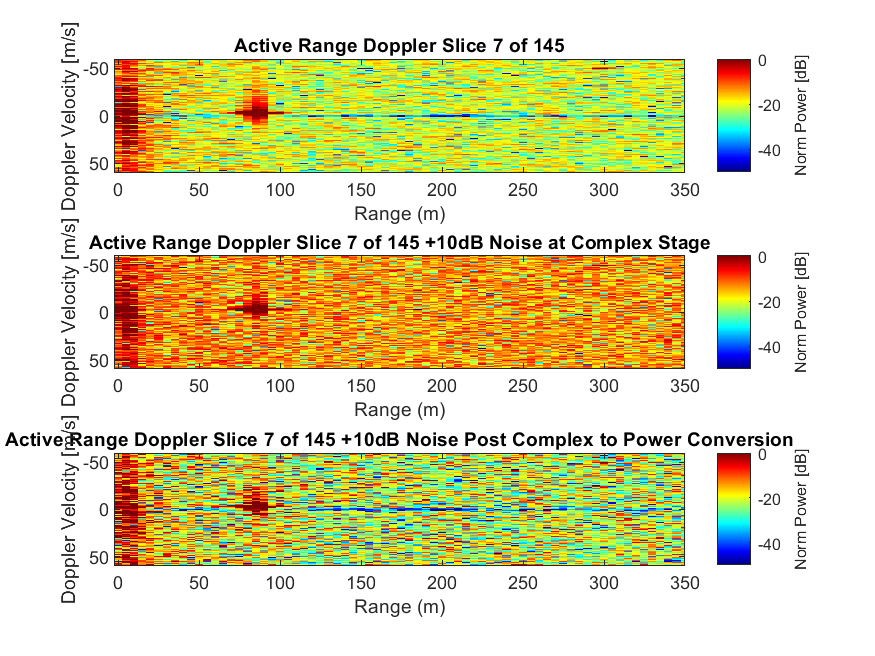 Active Range Doppler Slice 7 of 145
Doppler Velocity [m/s]
-50
0
50
0 50 100 150 200 250 300 350
Range (m)
0
-20
-40
Norm Power [dB]
Active Range Doppler Slice 7 of 145 +10dB Noise at Complex Stage
Doppler Velocity [m/s]
-50
0
50
0 50 100 150 200 250 300 350
Range (m)
0
-20
-40
Norm Power [dB]
Active Range Doppler Slice 7 of 145 +10dB Noise Post Complex to Power Conversion
Doppler Velocity [m/s]
-50
0
50
0 50 100 150 200 250 300 350
Range (m)
0
-20
-40
Norm Power [dB]